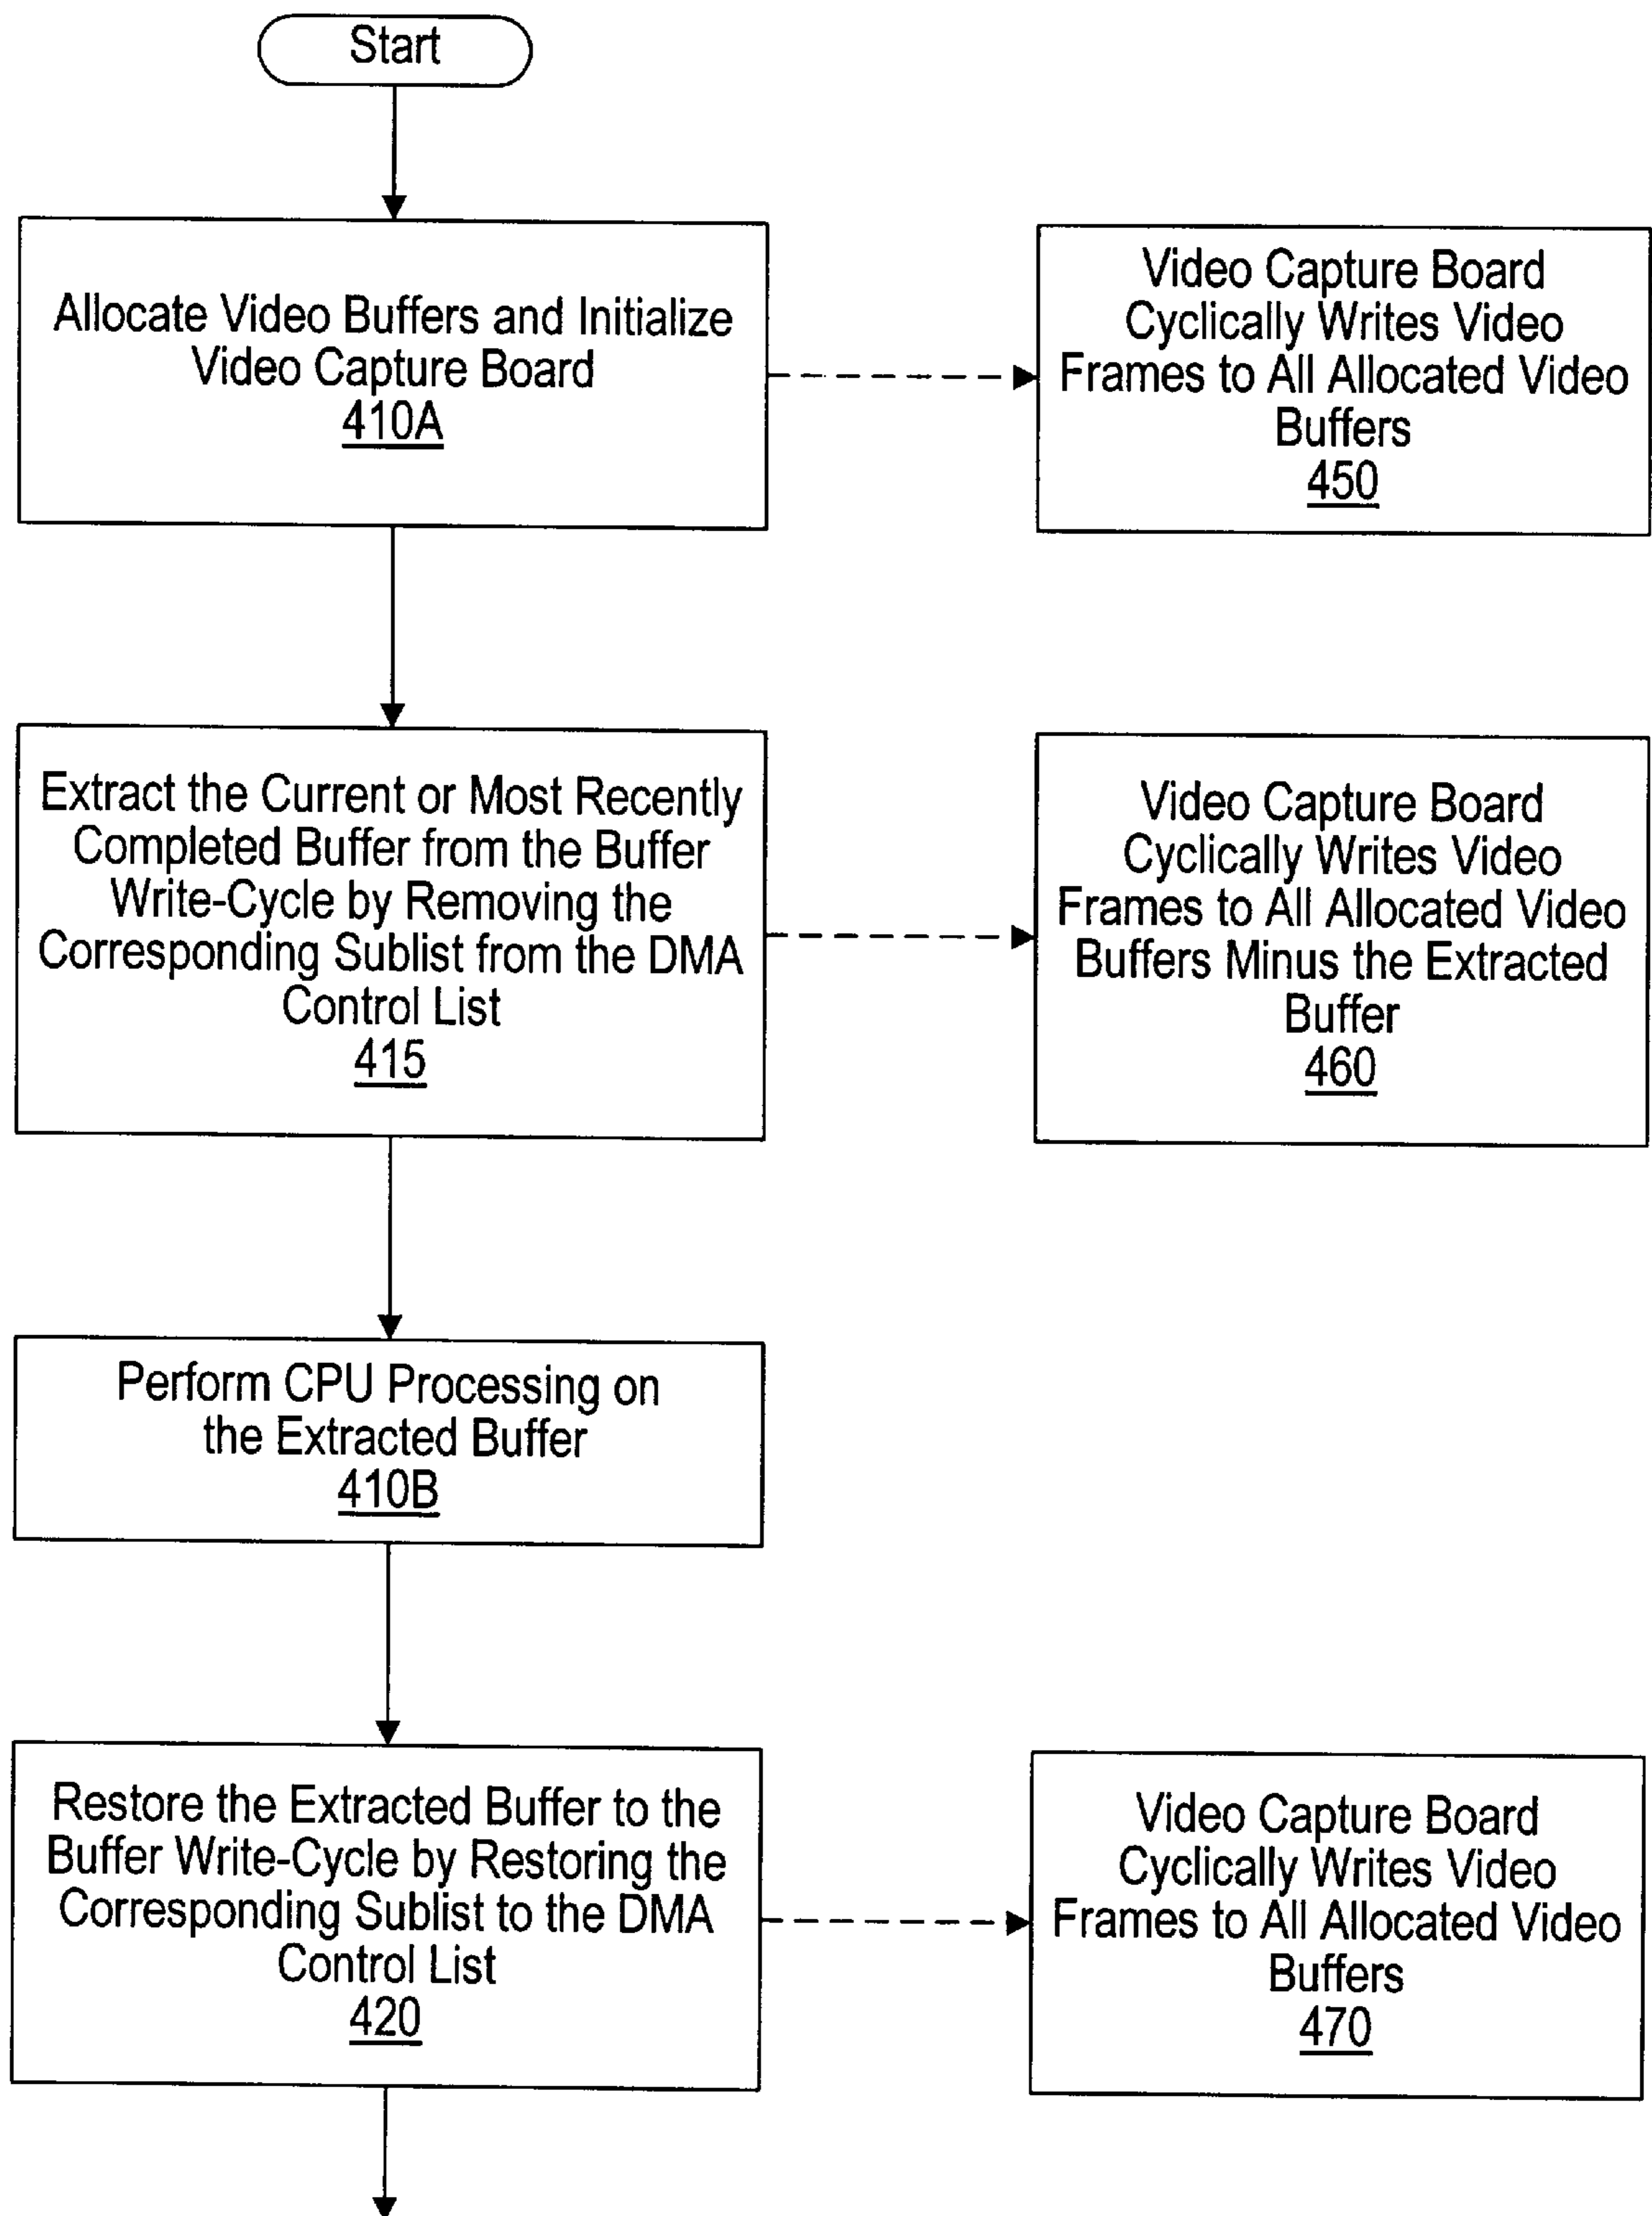 Start
Allocate Video Buffers and Initialize
Video Capture Board
410A
Video Capture Board
Cyclically Writes Video
Frames to All Allocated Video
Buffers
450
Extract the Current or Most Recently
Completed Buffer from the Buffer
Write-Cycle by Removing the
Corresponding Sublist from the DMA
Control List
415
Video Capture Board
Cyclically Writes Video
Frames to All Allocated Video
Buffers Minus the Extracted
Buffer
460
Perform CPU Processing on
the Extracted Buffer
410B
Restore the Extracted Buffer to the
Buffer Write-Cycle by Restoring the
Corresponding Sublist to the DMA
Control List
420
Video Capture Board
Cyclically Writes Video
Frames to All Allocated Video
Buffers
470